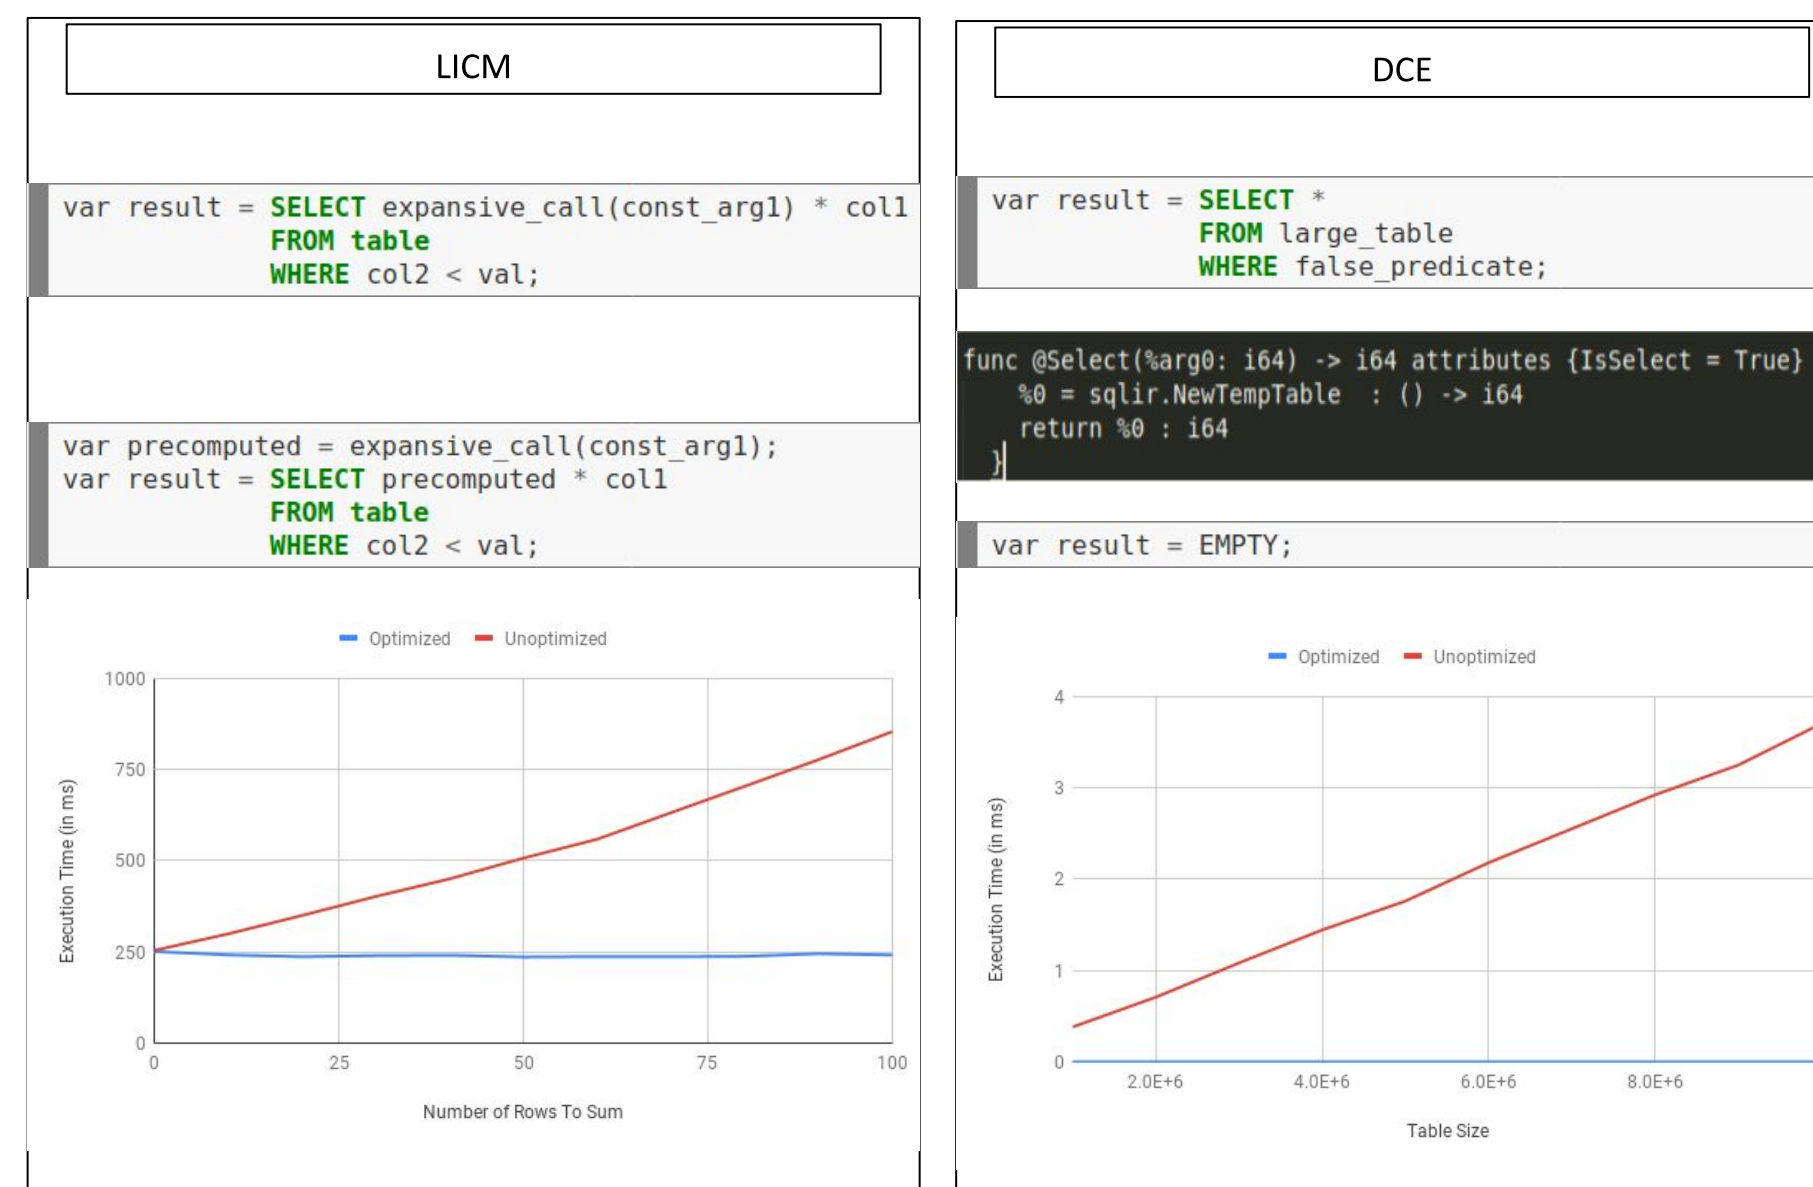 LICM
var result = SELECT expansive_call(const_arg1) * col1
FROM table
WHERE col2 < val;
var precomputed = expansive_call(const_arg1);
var result = SELECT precomputed * col1
FROM table
WHERE col2 < val;
Optimized Unoptimized
1000
750
500
250
0
Execution Time (in ms)
0 25 50 75 100
Number of Rows To Sum
DCE
var result = SELECT *
FROM large_table
WHERE false_predicate;
func @Select(%arg0: i64) -> i64 attributes {IsSelect = True}
%0 = sqlir.NewTempTable : () -> i64
return %0 : i64
}
var result = EMPTY;
Optimized Unoptimized
4
3
2
1
0
Execution Time (in ms)
2.0E+6 4.0E+6 6.0E+6 8.0E+6
Table Size